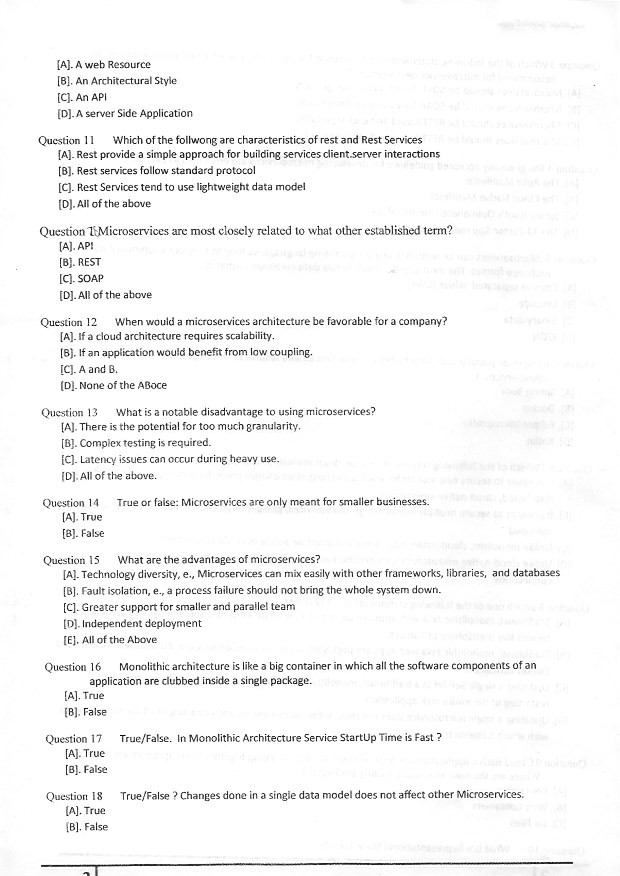 [A]. A web Resource
[B]. An Architectural Style
[C]. An API
[D]. A server Side Application
Question 11 Which of the follwong are characteristics of rest and Rest Services
[A]. Rest provide a simple approach for building services client.server interactions
[B]. Rest services follow standard protocol
[C]. Rest Services tend to use lightweight data model
[D]. All of the above
Question Microservices are most closely related to what other established term?
[A]. API
[B]. REST
[C]. SOAP
[D]. All of the above
Question 12 When would a microservices architecture be favorable for a company?
[A]. If a cloud architecture requires scalability.
[B]. If an application would benefit from low coupling.
[C]. A and B.
[D]. None of the ABoce
Question 13 What is a notable disadvantage to using microservices?
[A]. There is the potential for too much granularity.
[B]. Complex testing is required.
[C]. Latency issues can occur during heavy use.
[D]. All of the above.
Question 14 True or false: Microservices are only meant for smaller businesses.
[A]. True
[B]. False
Question 15 What are the advantages of microservices?
[A]. Technology diversity, e., Microservices can mix easily with other frameworks, libraries, and databases
[B]. Fault isolation, e., a process failure should not bring the whole system down.
[C]. Greater support for smaller and parallel team
[D]. Independent deployment
[E]. All of the Above
Question 16 Monolithic architecture is like a big container in which all the software components of an
application are clubbed inside a single package.
[A]. True
[B]. False
Question 17 True/False. In Monolithic Architecture Service StartUp Time is Fast ?
[A]. True
[B]. False
Question 18 True/False ? Changes done in a single data model does not affect other Microservices.
[A]. True
[B]. False